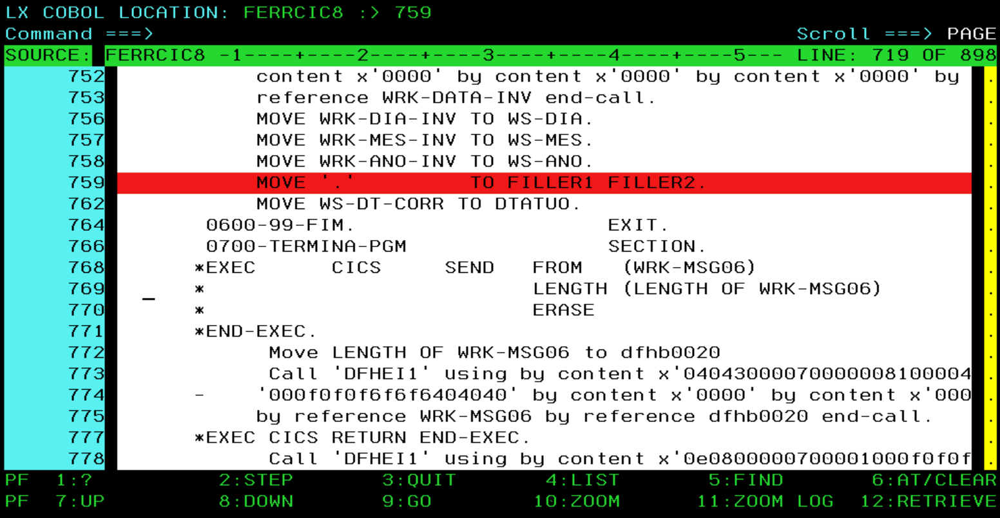 LX COBOL LOCATION: FERRCIC8 :> 759
Command ===>                                                   Scroll ===> PAGE
SOURCE: FERRCIC8 -1----+----2----+----3----+----4----+----5--- LINE: 719 OF 898
     752            content x'0000' by content x'0000' by content x'0000' by  .
     753            reference WRK-DATA-INV end-call.                          .
     756            MOVE WRK-DIA-INV TO WS-DIA.                               .
     757            MOVE WRK-MES-INV TO WS-MES.                               .
     758            MOVE WRK-ANO-INV TO WS-ANO.                               .
     759            MOVE '.'         TO FILLER1 FILLER2.                      .
     762            MOVE WS-DT-CORR TO DTATUO.                                .
     764        0600-99-FIM.                    EXIT.                         .
     766        0700-TERMINA-PGM                SECTION.                      .
     768       *EXEC      CICS     SEND   FROM   (WRK-MSG06)                  .
     769   _   *                          LENGTH (LENGTH OF WRK-MSG06)        .
     770       *                          ERASE                               .
     771       *END-EXEC.                                                     .
     772             Move LENGTH OF WRK-MSG06 to dfhb0020                     .
     773             Call 'DFHEI1' using by content x'04043000070000008100004 .
     774       -    '000f0f0f6f6f6404040' by content x'0000' by content x'000 .
     775            by reference WRK-MSG06 by reference dfhb0020 end-call.    .
     777       *EXEC CICS RETURN END-EXEC.                                    .
     778             Call 'DFHEI1' using by content x'0e0800000700001000f0f0f .
PF  1:?          2:STEP       3:QUIT       4:LIST       5:FIND       6:AT/CLEAR
PF  7:UP         8:DOWN       9:GO        10:ZOOM      11:ZOOM LOG  12:RETRIEVE